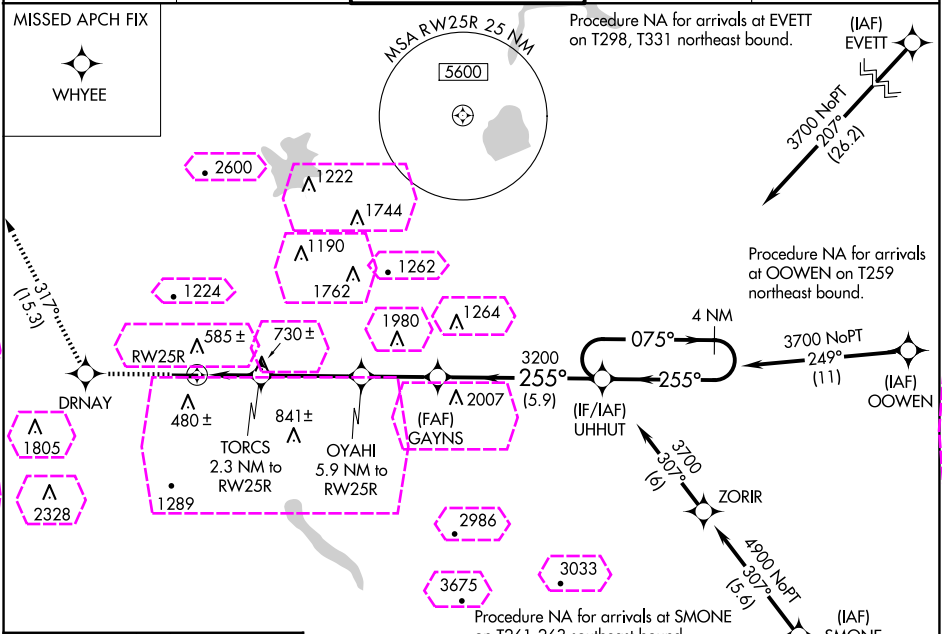 MISSED APCH FIX
WHYEE
MSA RW25R 25 NM
5600
Procedure NA for arrivals at EVETT
on T298, T331 northeast bound.
(IAF)
EVETT
3700 NoPT
207°
(26.2)
2600
1222
1744
1190
1762
1262
1224
1980
1264
585 ±
730 ±
RW25R
317°
(15.3)
DRNAY
480 ±
841 ±
1289
1805
2328
TORCS
2.3 NM to
RW25R
OYAHI
5.9 NM to
RW25R
(FAF)
GAYNS
2007
3200
255°
(5.9)
075°
255°
4 NM
(IF/IAF)
UHHUT
Procedure NA for arrivals
at OOWEN on T259
northeast bound.
3700 NoPT
249°
(11)
(IAF)
OOWEN
3700
307°
(6)
ZORIR
4900 NoPT
307°
(5.6)
2986
3033
3675
Procedure NA for arrivals at SMONE
(IAF)